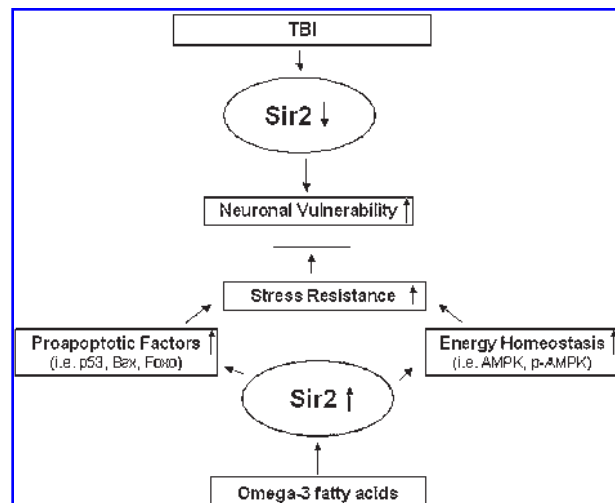 TBI
Sir2 ↓
Neuronal Vulnerability ↑
Stress Resistance ↑
Proapoptotic Factors ↑
(i.e. p53, Bax, Foxo)
Energy Homeostasis ↑
(i.e. AMPK, p-AMPK)
Sir2 ↑
Omega-3 fatty acids